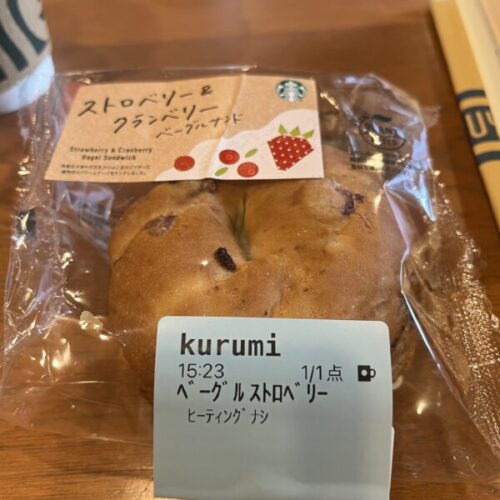 ストロベリー&
クランベリー
ベーグルサンド
Strawberry & Cranberry
Bagel Sandwich
kurumi
15:23 1/1点
ﾍﾞｰｸﾞﾙ ｽﾄﾛﾍﾞﾘｰ
ﾋｰﾃｨﾝｸﾞﾅｼ